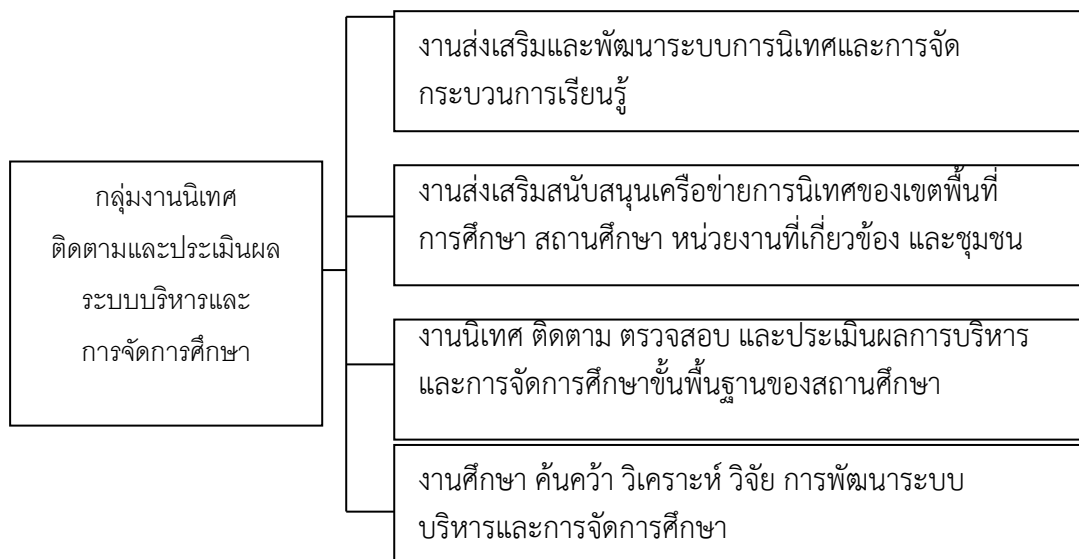 กลุ่มงานนิเทศ
ติดตามและประเมินผล
ระบบบริหารและ
การจัดการศึกษา
งานส่งเสริมและพัฒนาระบบการนิเทศและการจัด
กระบวนการเรียนรู้
งานส่งเสริมสนับสนุนเครือข่ายการนิเทศของเขตพื้นที่
การศึกษา สถานศึกษา หน่วยงานที่เกี่ยวข้อง และชุมชน
งานนิเทศ ติดตาม ตรวจสอบ และประเมินผลการบริหาร
และการจัดการศึกษาขั้นพื้นฐานของสถานศึกษา
งานศึกษา ค้นคว้า วิเคราะห์ วิจัย การพัฒนาระบบ
บริหารและการจัดการศึกษา